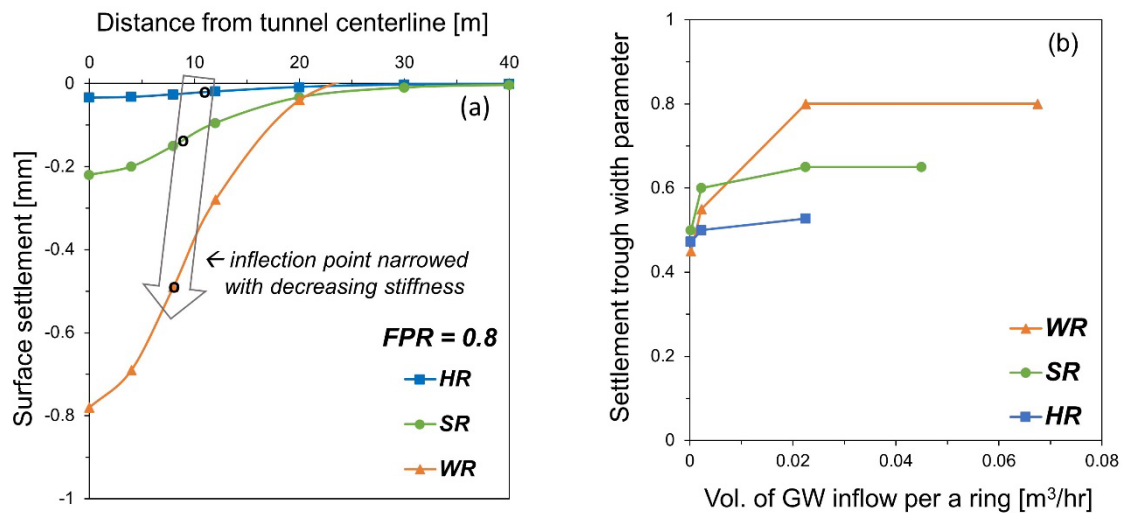 Distance from tunnel centerline [m]
0 10 20 30 40
0
-0.2
-0.4
-0.6
-0.8
-1
Surface settlement [mm]
(a)
← inflection point narrowed
with decreasing stiffness
FPR = 0.8
HR
SR
WR
(b)
1
0.8
0.6
0.4
0.2
0
Settlement trough width parameter
WR
SR
HR
0 0.02 0.04 0.06 0.08
Vol. of GW inflow per a ring [m³/hr]